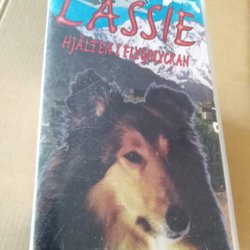 LASSIE
HJÄLTEN I FLYGOLYCKAN